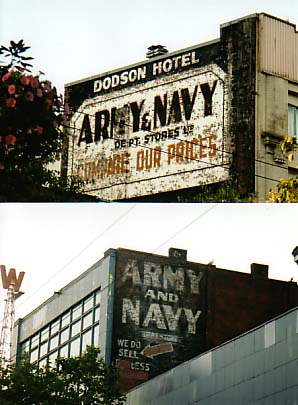 DODSON HOTEL
ARMY & NAVY
DEPT. STORES LTD
COMPARE OUR PRICES
W
ARMY
AND
NAVY
WE DO
SELL
LESS